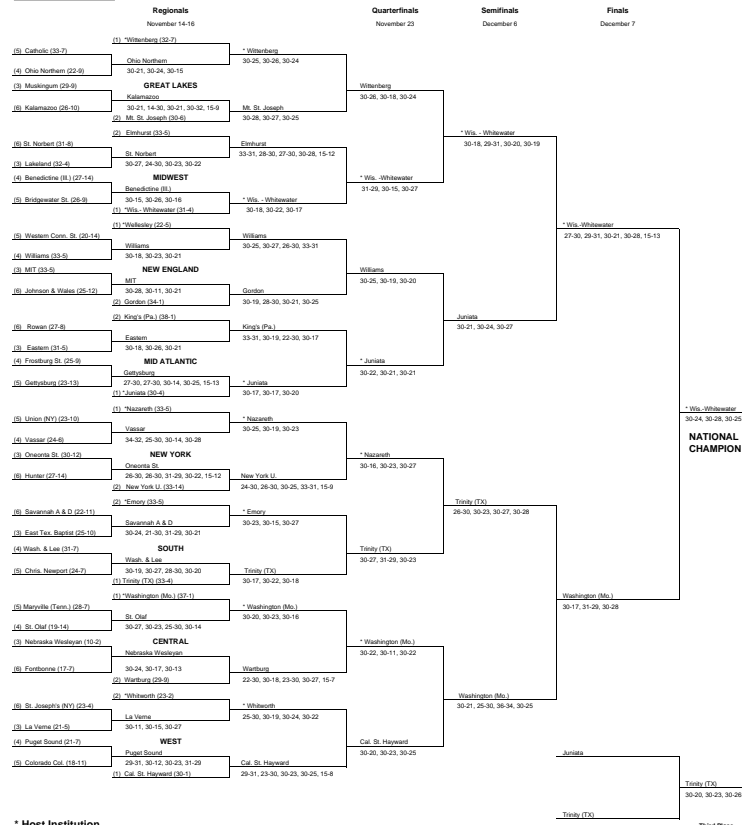 Regionals Quarterfinals Semifinals Finals
November 14-16 November 23 December 6 December 7
(1) *Wittenberg (32-7)
(5) Catholic (33-7) * Wittenberg
Ohio Northern 30-25, 30-26, 30-24
(4) Ohio Northern (22-9) 30-21, 30-24, 30-15
(3) Muskingum (29-9) GREAT LAKES Wittenberg
Kalamazoo 30-26, 30-18, 30-24
(6) Kalamazoo (26-10) 30-21, 14-30, 30-21, 30-32, 15-9 Mt. St. Joseph
(2) Mt. St. Joseph (30-6) 30-28, 30-27, 30-25
(2) Elmhurst (33-5) * Wis. - Whitewater
(6) St. Norbert (31-8) Elmhurst 30-18, 29-31, 30-20, 30-19
St. Norbert 33-31, 28-30, 27-30, 30-28, 15-12
(3) Lakeland (32-4) 30-27, 24-30, 30-23, 30-22
(4) Benedictine (Ill.) (27-14) MIDWEST * Wis. -Whitewater
Benedictine (Ill.) 31-29, 30-15, 30-27
(5) Bridgewater St. (26-9) 30-15, 30-26, 30-16 * Wis. - Whitewater
(1) *Wis.- Whitewater (31-4) 30-18, 30-22, 30-17
(1) *Wellesley (22-5) * Wis.-Whitewater
(5) Western Conn. St. (20-14) Williams 27-30, 29-31, 30-21, 30-28, 15-13
Williams 30-25, 30-27, 26-30, 33-31
(4) Williams (33-5) 30-18, 30-23, 30-21
(3) MIT (33-5) NEW ENGLAND Williams
MIT 30-25, 30-19, 30-20
(6) Johnson & Wales (25-12) 30-28, 30-11, 30-21 Gordon
(2) Gordon (34-1) 30-19, 28-30, 30-21, 30-25
(2) King's (Pa.) (38-1) Juniata
(6) Rowan (27-8) King's (Pa.) 30-21, 30-24, 30-27
Eastern 33-31, 30-19, 22-30, 30-17
(3) Eastern (31-5) 30-18, 30-26, 30-21
(4) Frostburg St. (25-9) MID ATLANTIC * Juniata
Gettysburg 30-22, 30-21, 30-21
(5) Gettysburg (23-13) 27-30, 27-30, 30-14, 30-25, 15-13 * Juniata
(1) *Juniata (30-4) 30-17, 30-17, 30-20
(1) *Nazareth (33-5) * Wis.-Whitewater
(5) Union (NY) (23-10) * Nazareth 30-24, 30-28, 30-25
Vassar 30-25, 30-19, 30-23
(4) Vassar (24-6) 34-32, 25-30, 30-14, 30-28 NATIONAL
CHAMPION
(3) Oneonta St. (30-12) NEW YORK * Nazareth
Oneonta St. 30-16, 30-23, 30-27
(6) Hunter (27-14) 26-30, 26-30, 31-29, 30-22, 15-12 New York U.
(2) New York U. (33-14) 24-30, 26-30, 30-25, 33-31, 15-9
(2) *Emory (33-5) Trinity (TX)
(6) Savannah A & D (22-11) * Emory 26-30, 30-23, 30-27, 30-28
Savannah A & D 30-23, 30-15, 30-27
(3) East Tex. Baptist (25-10) 30-24, 21-30, 31-29, 30-21
(4) Wash. & Lee (31-7) SOUTH Trinity (TX)
Wash. & Lee 30-27, 31-29, 30-23
(5) Chris. Newport (24-7) 30-19, 30-27, 28-30, 30-20 Trinity (TX)
(1) Trinity (TX) (33-4) 30-17, 30-22, 30-18
(1) *Washington (Mo.) (37-1) Washington (Mo.)
(5) Maryville (Tenn.) (28-7) * Washington (Mo.) 30-17, 31-29, 30-28
St. Olaf 30-20, 30-23, 30-16
(4) St. Olaf (19-14) 30-27, 30-23, 25-30, 30-14
(3) Nebraska Wesleyan (10-2) CENTRAL * Washington (Mo.)
Nebraska Wesleyan 30-22, 30-11, 30-22
(6) Fontbonne (17-7) 30-24, 30-17, 30-13 Wartburg
(2) Wartburg (29-9) 22-30, 30-18, 23-30, 30-27, 15-7
(2) *Whitworth (23-2) Washington (Mo.)
(6) St. Joseph's (NY) (23-4) * Whitworth 30-21, 25-30, 36-34, 30-25
La Verne 25-30, 30-19, 30-24, 30-22
(3) La Verne (21-5) 30-11, 30-15, 30-27
(4) Puget Sound (21-7) WEST Cal. St. Hayward
Puget Sound 30-20, 30-23, 30-25 Juniata
(5) Colorado Col. (18-11) 29-31, 30-12, 30-23, 31-29 Cal. St. Hayward
(1) Cal. St. Hayward (30-1) 29-31, 23-30, 30-23, 30-25, 15-8
Trinity (TX)
30-20, 30-23, 30-26
Trinity (TX)
* Host Institution Third Place